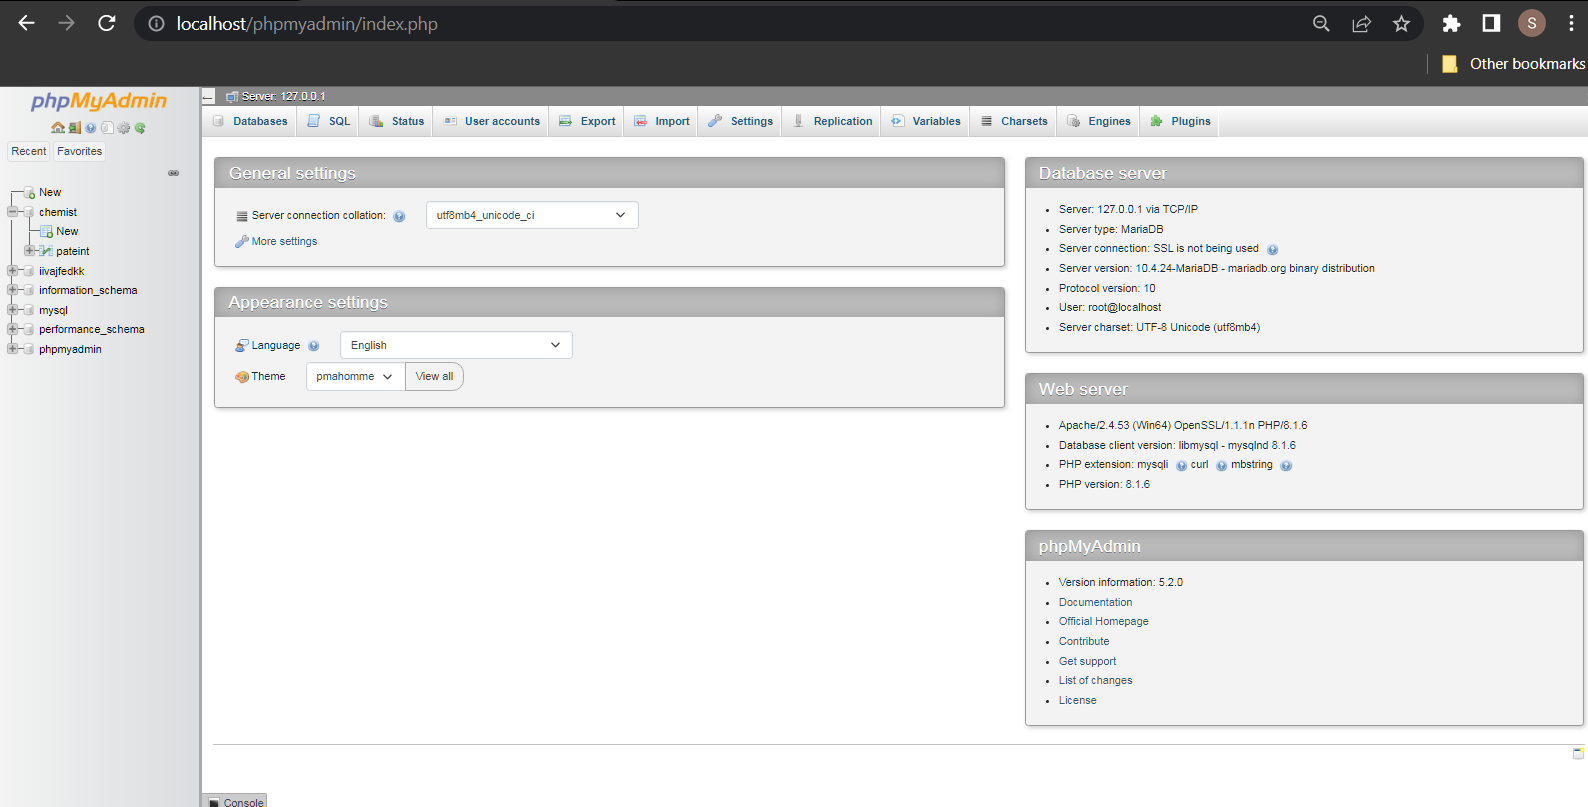 localhost/phpmyadmin/index.php
S
Other bookmarks
phpMyAdmin
Recent Favorites
New
chemist
New
pateint
iivajfedkk
information_schema
mysql
performance_schema
phpmyadmin
Server: 127.0.0.1
Databases SQL Status User accounts Export Import Settings Replication Variables Charsets Engines Plugins
General settings
Server connection collation: utf8mb4_unicode_ci
More settings
Appearance settings
Language English
Theme pmahomme View all
Database server
Server: 127.0.0.1 via TCP/IP
Server type: MariaDB
Server connection: SSL is not being used
Server version: 10.4.24-MariaDB - mariadb.org binary distribution
Protocol version: 10
User: root@localhost
Server charset: UTF-8 Unicode (utf8mb4)
Web server
Apache/2.4.53 (Win64) OpenSSL/1.1.1n PHP/8.1.6
Database client version: libmysql - mysqlnd 8.1.6
PHP extension: mysqli curl mbstring
PHP version: 8.1.6
phpMyAdmin
Version information: 5.2.0
Documentation
Official Homepage
Contribute
Get support
List of changes
License
Console